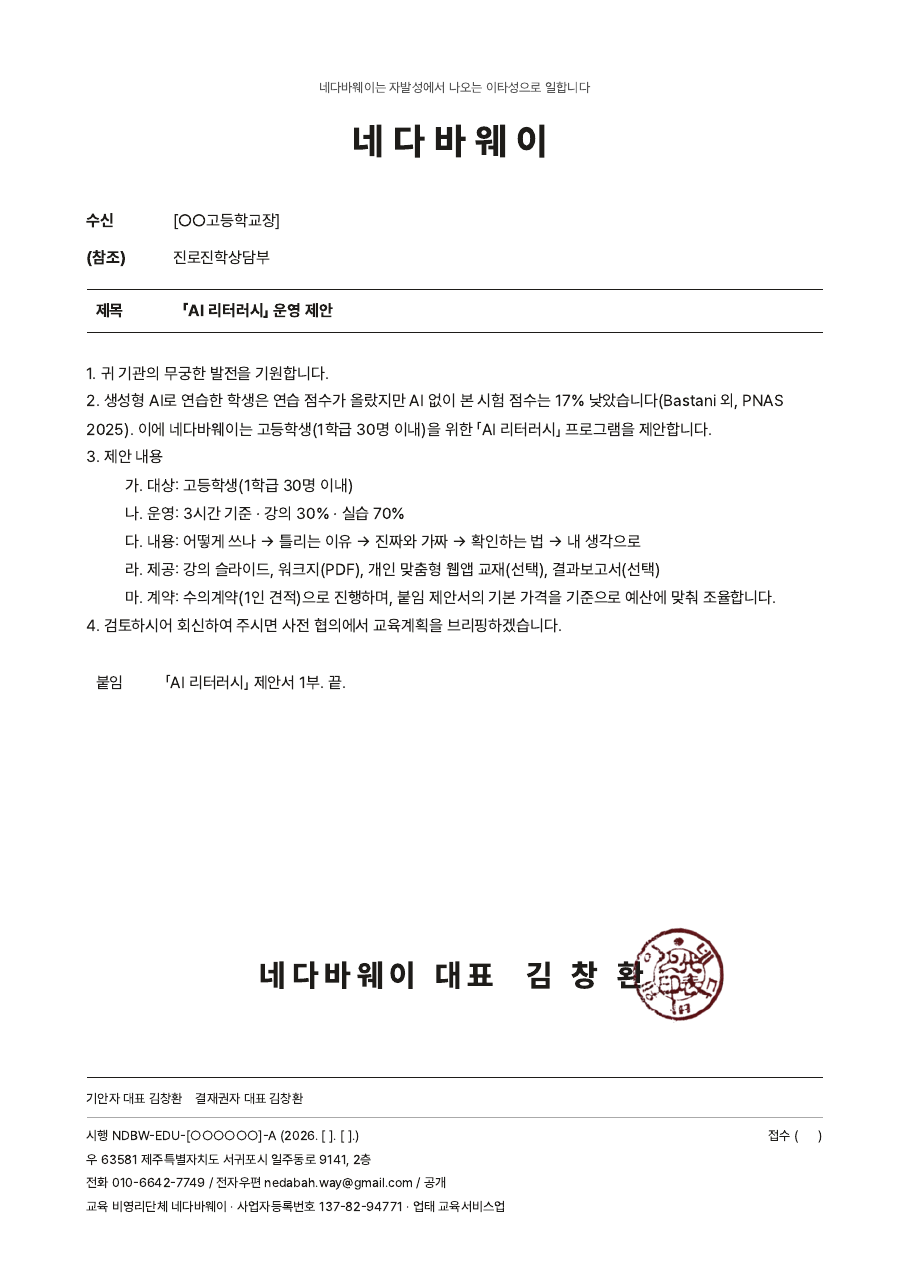 네다바웨이는 자발성에서 나오는 이타성으로 일합니다
네다바웨이
수신 [○○고등학교장]
(참조) 진로진학상담부
제목 「AI 리터러시」 운영 제안
1. 귀 기관의 무궁한 발전을 기원합니다.
2. 생성형 AI로 연습한 학생은 연습 점수가 올랐지만 AI 없이 본 시험 점수는 17% 낮았습니다(Bastani 외, PNAS
2025). 이에 네다바웨이는 고등학생(1학급 30명 이내)을 위한 「AI 리터러시」 프로그램을 제안합니다.
3. 제안 내용
가. 대상: 고등학생(1학급 30명 이내)
나. 운영: 3시간 기준 · 강의 30% · 실습 70%
다. 내용: 어떻게 쓰나 → 틀리는 이유 → 진짜와 가짜 → 확인하는 법 → 내 생각으로
라. 제공: 강의 슬라이드, 워크지(PDF), 개인 맞춤형 웹앱 교재(선택), 결과보고서(선택)
마. 계약: 수의계약(1인 견적)으로 진행하며, 붙임 제안서의 기본 가격을 기준으로 예산에 맞춰 조율합니다.
4. 검토하시어 회신하여 주시면 사전 협의에서 교육계획을 브리핑하겠습니다.
붙임 「AI 리터러시」 제안서 1부. 끝.
네다바웨이 대표 김 창 환
기안자 대표 김창환 결재권자 대표 김창환
시행 NDBW-EDU-[○○○○○○]-A (2026. [ ]. [ ].) 접수 ( )
우 63581 제주특별자치도 서귀포시 일주동로 9141, 2층
전화 010-6642-7749 / 전자우편 nedabah.way@gmail.com / 공개
교육 비영리단체 네다바웨이 · 사업자등록번호 137-82-94771 · 업태 교육서비스업